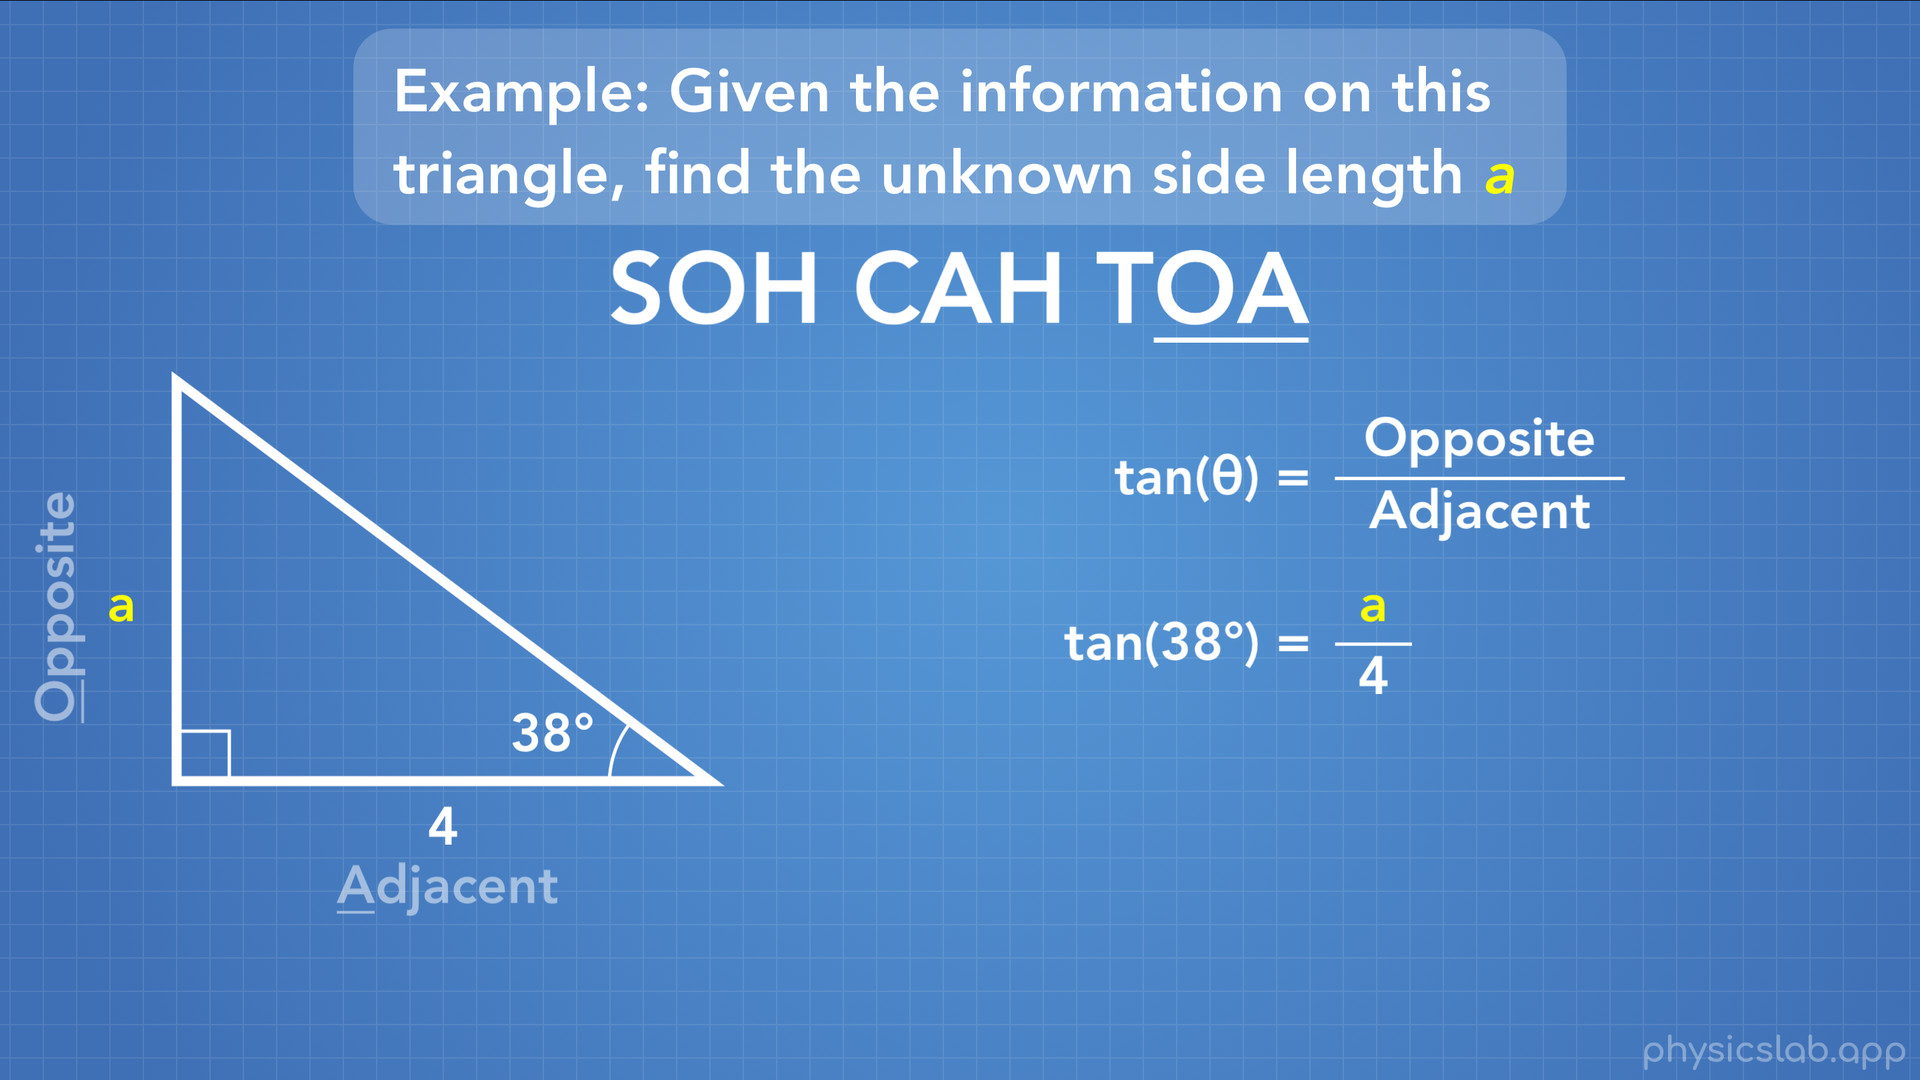 Example: Given the information on this
triangle, find the unknown side length a
SOH CAH TOA
Opposite
a
38°
4
Adjacent
tan(θ) = Opposite / Adjacent
tan(38°) = a / 4
physicslab.app